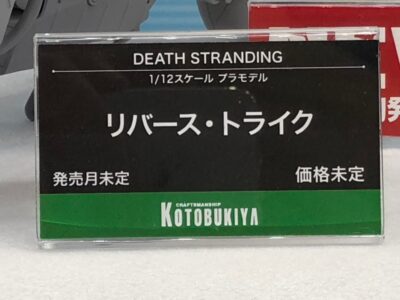 DEATH STRANDING
1/12スケール プラモデル
リバース・トライク
発売月未定 価格未定
CRAFTSMANSHIP
KOTOBUKIYA